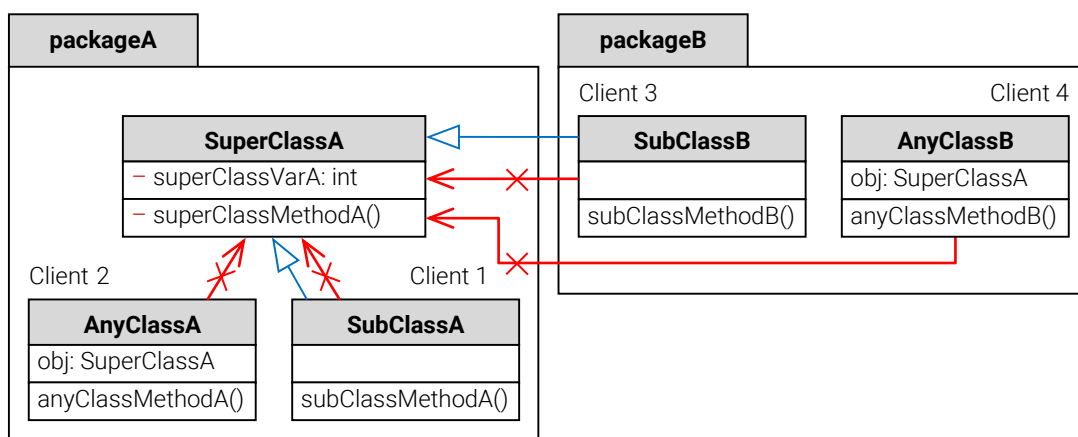 packageA
packageB
Client 3
Client 4
SuperClassA
− superClassVarA: int
− superClassMethodA()
SubClassB
subClassMethodB()
AnyClassB
obj: SuperClassA
anyClassMethodB()
Client 2
Client 1
AnyClassA
obj: SuperClassA
anyClassMethodA()
SubClassA
subClassMethodA()